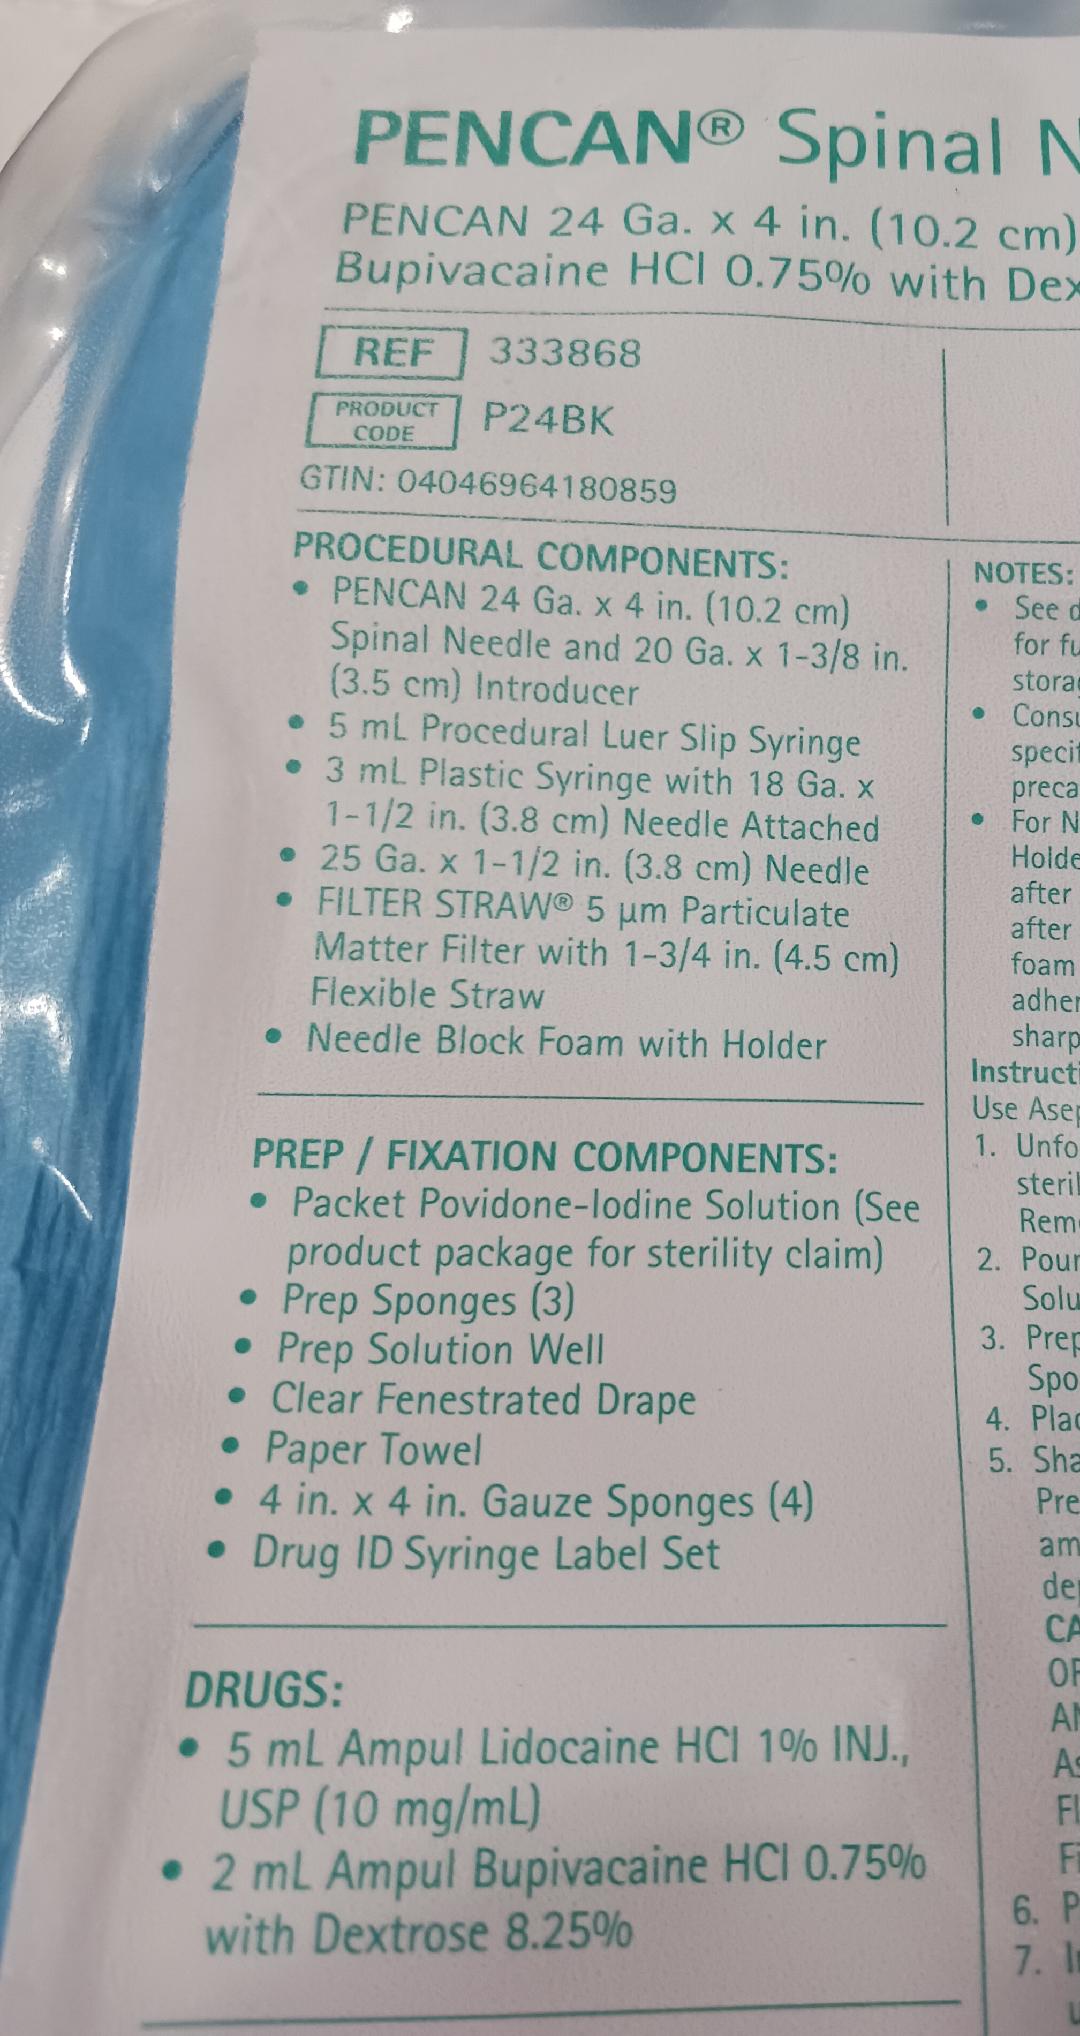 PENCAN® Spinal
PENCAN 24 Ga. x 4 in. (10.2 cm)
Bupivacaine HCl 0.75% with
REF 333868
PRODUCT
CODE
P24BK
GTIN: 04046964180859
PROCEDURAL COMPONENTS:
• PENCAN 24 Ga. x 4 in. (10.2 cm)
Spinal Needle and 20 Ga. x 1-3/8 in.
(3.5 cm) Introducer
• 5 mL Procedural Luer Slip Syringe
• 3 mL Plastic Syringe with 18 Ga. x
1-1/2 in. (3.8 cm) Needle Attached
• 25 Ga. x 1-1/2 in. (3.8 cm) Needle
• FILTER STRAW® 5 µm Particulate
Matter Filter with 1-3/4 in. (4.5 cm)
Flexible Straw
• Needle Block Foam with Holder
PREP / FIXATION COMPONENTS:
• Packet Povidone-Iodine Solution (See
product package for sterility claim)
• Prep Sponges (3)
• Prep Solution Well
• Clear Fenestrated Drape
• Paper Towel
• 4 in. x 4 in. Gauze Sponges (4)
• Drug ID Syringe Label Set
DRUGS:
• 5 mL Ampul Lidocaine HCl 1% INJ.,
USP (10 mg/mL)
• 2 mL Ampul Bupivacaine HCl 0.75%
with Dextrose 8.25%
NOTES:
• See
for
•
• For
after
after
foam
Use
1.
2.
3.
4.
5.
6.
7.